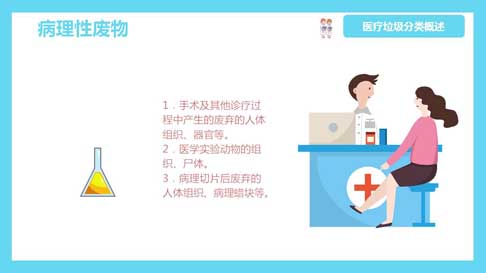 病理性废物
医疗垃圾分类概述
1．手术及其他诊疗过
程中产生的废弃的人体
组织、器官等。
2．医学实验动物的组
织、尸体。
3．病理切片后废弃的
人体组织、病理蜡块等。